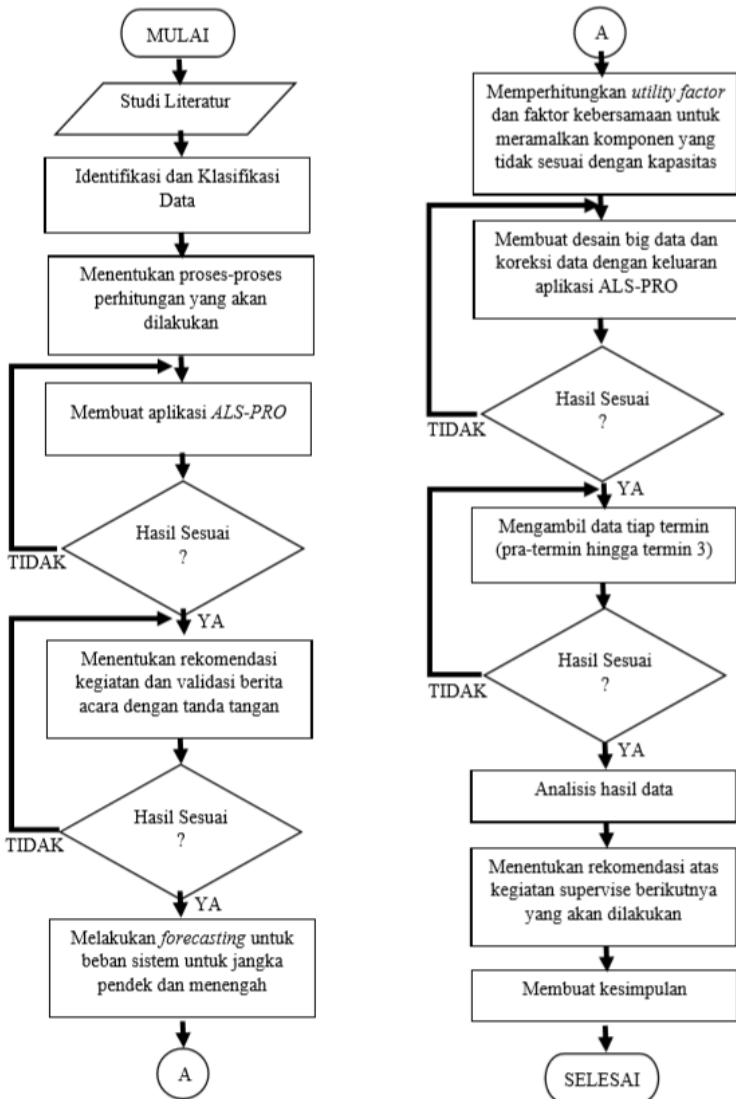 MULAI
Studi Literatur
Identifikasi dan Klasifikasi
Data
Menentukan proses-proses
perhitungan yang akan
dilakukan
Membuat aplikasi ALS-PRO
Hasil Sesuai
?
TIDAK
YA
Menentukan rekomendasi
kegiatan dan validasi berita
acara dengan tanda tangan
Hasil Sesuai
?
TIDAK
YA
Melakukan forecasting untuk
beban sistem untuk jangka
pendek dan menengah
A
A
Memperhitungkan utility factor
dan faktor kebersamaan untuk
meramalkan komponen yang
tidak sesuai dengan kapasitas
Membuat desain big data dan
koreksi data dengan keluaran
aplikasi ALS-PRO
Hasil Sesuai
?
TIDAK
YA
Mengambil data tiap termin
(pra-termin hingga termin 3)
Hasil Sesuai
?
TIDAK
YA
Analisis hasil data
Menentukan rekomendasi atas
kegiatan supervise berikutnya
yang akan dilakukan
Membuat kesimpulan
SELESAI